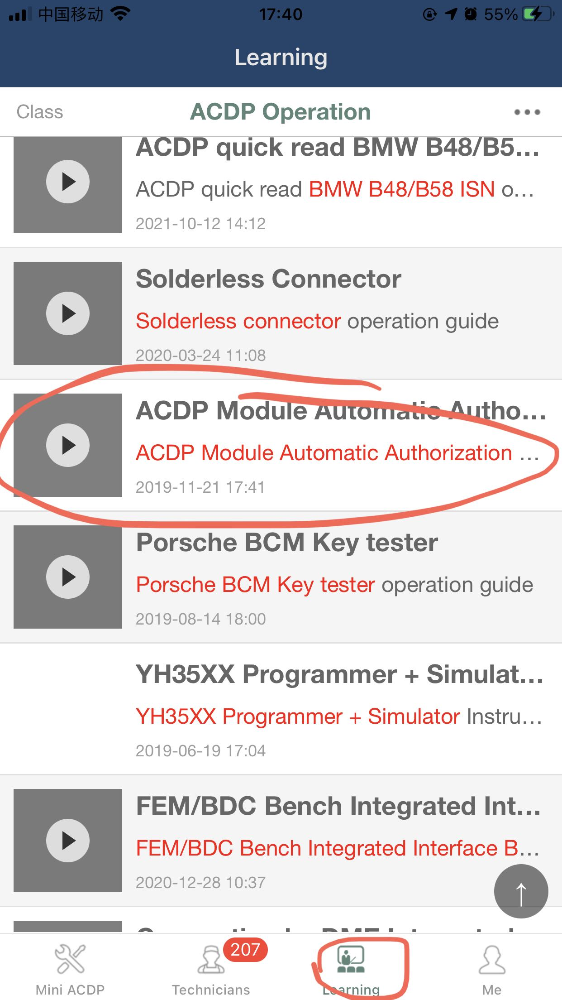 中国移动 17:40 55%
Learning
Class ACDP Operation
ACDP quick read BMW B48/B5...
ACDP quick read BMW B48/B58 ISN o...
2021-10-12 14:12
Solderless Connector
Solderless connector operation guide
2020-03-24 11:08
ACDP Module Automatic Autho...
ACDP Module Automatic Authorization ...
2019-11-21 17:41
Porsche BCM Key tester
Porsche BCM Key tester operation guide
2019-08-14 18:00
YH35XX Programmer + Simulat...
YH35XX Programmer + Simulator Instru...
2019-06-19 17:04
FEM/BDC Bench Integrated Int...
FEM/BDC Bench Integrated Interface B...
2020-12-28 10:37
207
Mini ACDP Technicians Learning Me